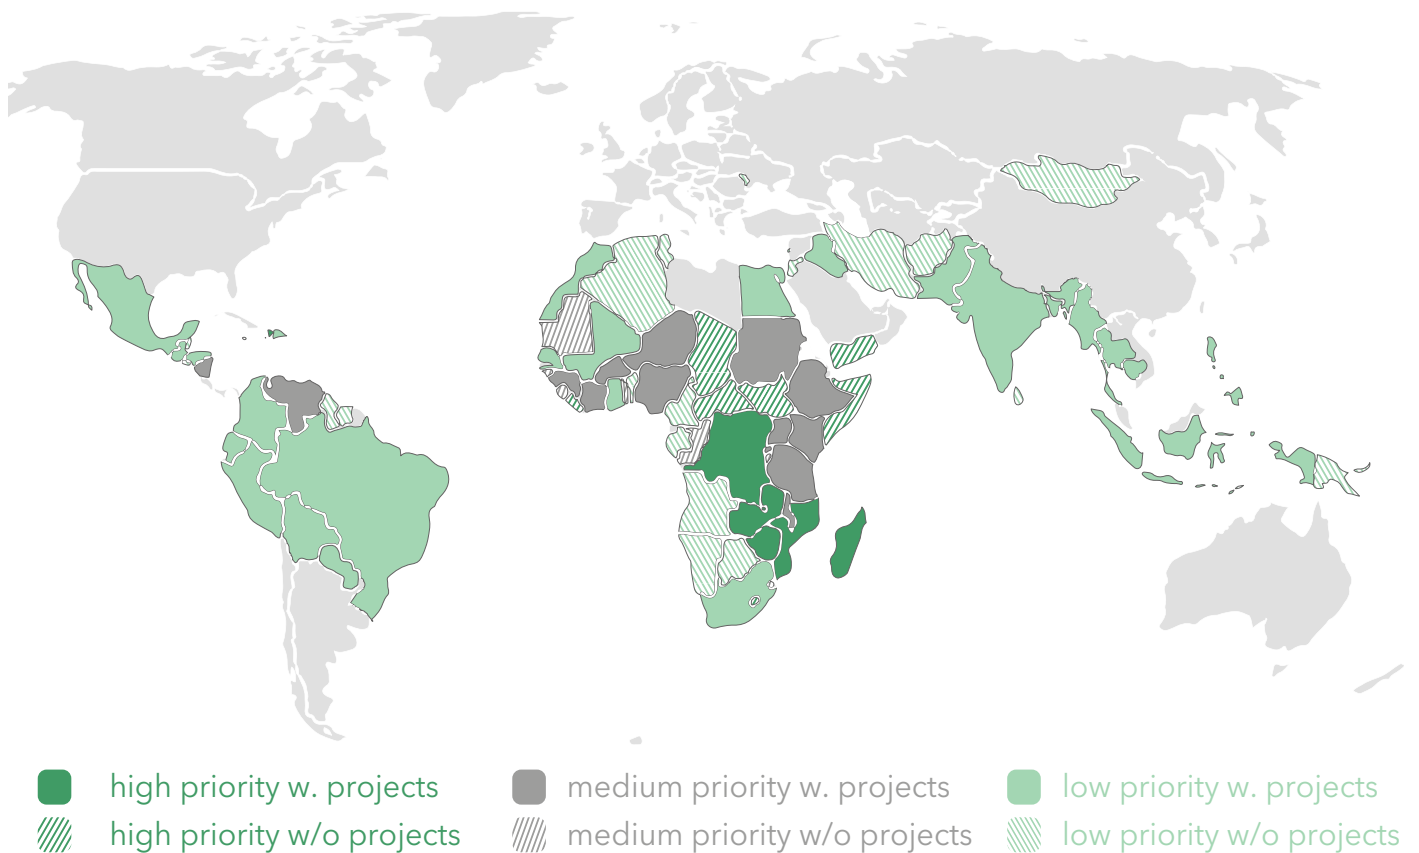 high priority w. projects
medium priority w. projects
low priority w. projects
high priority w/o projects
medium priority w/o projects
low priority w/o projects